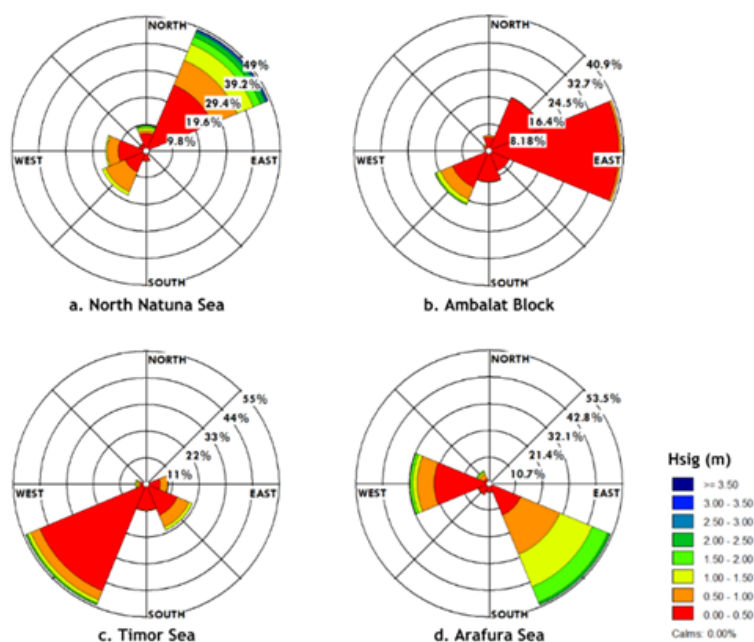 NORTH
49%
39.2%
29.4%
19.6%
9.8%
WEST
EAST
SOUTH
a. North Natuna Sea
NORTH
40.9%
32.7%
24.5%
16.4%
8.18%
WEST
EAST
SOUTH
b. Ambalat Block
NORTH
55%
44%
33%
22%
11%
WEST
EAST
SOUTH
c. Timor Sea
NORTH
53.5%
42.8%
32.1%
21.4%
10.7%
WEST
EAST
SOUTH
d. Arafura Sea
Hsig (m)
>= 3.50
3.00 - 3.50
2.50 - 3.00
2.00 - 2.50
1.50 - 2.00
1.00 - 1.50
0.50 - 1.00
0.00 - 0.50
Calms: 0.00%